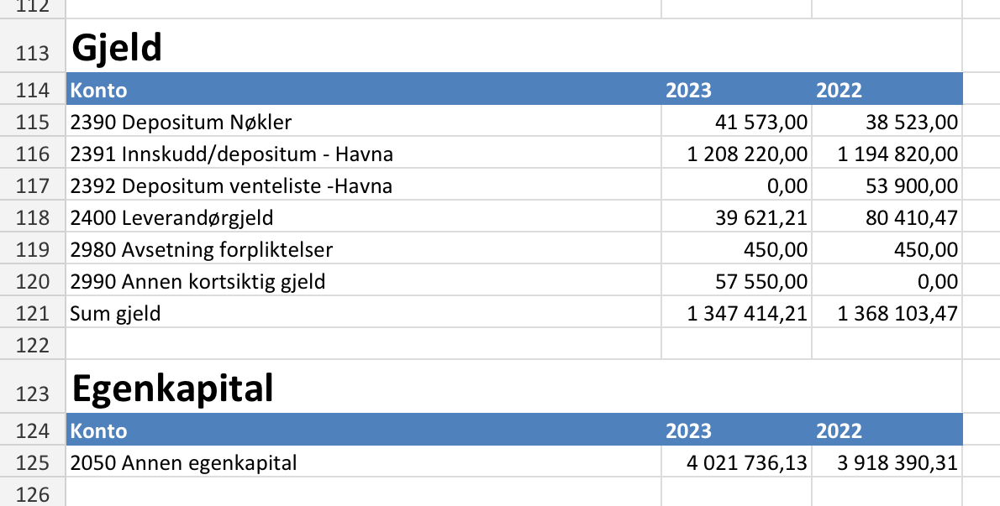 112
113 Gjeld
114 Konto 2023 2022
115 2390 Depositum Nøkler 41 573,00 38 523,00
116 2391 Innskudd/depositum - Havna 1 208 220,00 1 194 820,00
117 2392 Depositum venteliste -Havna 0,00 53 900,00
118 2400 Leverandørgjeld 39 621,21 80 410,47
119 2980 Avsetning forpliktelser 450,00 450,00
120 2990 Annen kortsiktig gjeld 57 550,00 0,00
121 Sum gjeld 1 347 414,21 1 368 103,47
122
123 Egenkapital
124 Konto 2023 2022
125 2050 Annen egenkapital 4 021 736,13 3 918 390,31
126